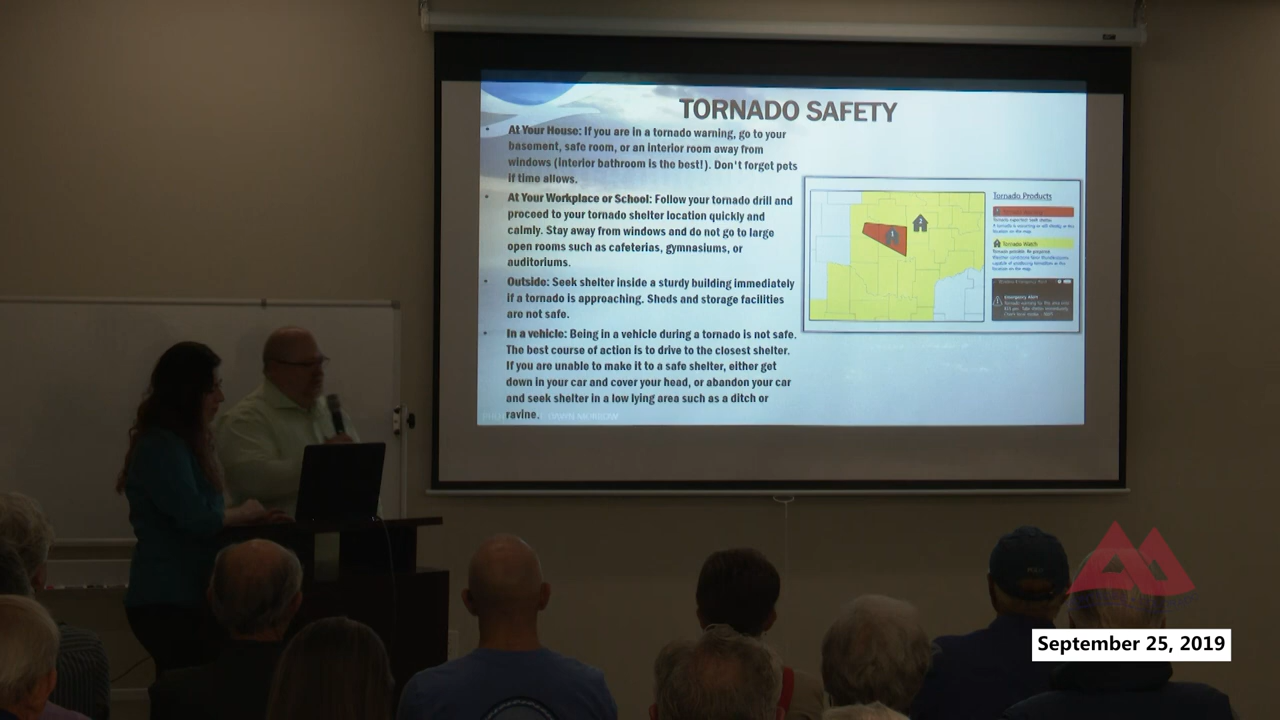 TORNADO SAFETY
• At Your House: If you are in a tornado warning, go to your
basement, safe room, or an interior room away from
windows (interior bathroom is the best!). Don't forget pets
if time allows.
• At Your Workplace or School: Follow your tornado drill and
proceed to your tornado shelter location quickly and
calmly. Stay away from windows and do not go to large
open rooms such as cafeterias, gymnasiums, or
auditoriums.
• Outside: Seek shelter inside a sturdy building immediately
if a tornado is approaching. Sheds and storage facilities
are not safe.
• In a vehicle: Being in a vehicle during a tornado is not safe.
The best course of action is to drive to the closest shelter.
If you are unable to make it to a safe shelter, either get
down in your car and cover your head, or abandon your car
and seek shelter in a low lying area such as a ditch or
ravine.
Tornado Products
Tornado Warning
Tornado Watch
Emergency Alert
1
2
September 25, 2019